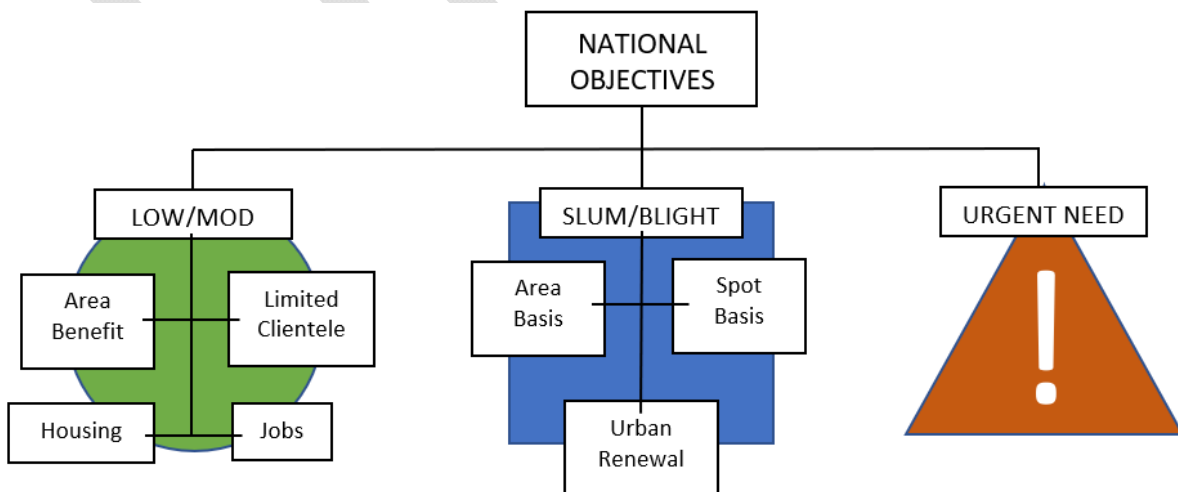 NATIONAL
OBJECTIVES
LOW/MOD
SLUM/BLIGHT
URGENT NEED
Area
Benefit
Limited
Clientele
Housing
Jobs
Area
Basis
Spot
Basis
Urban
Renewal
!